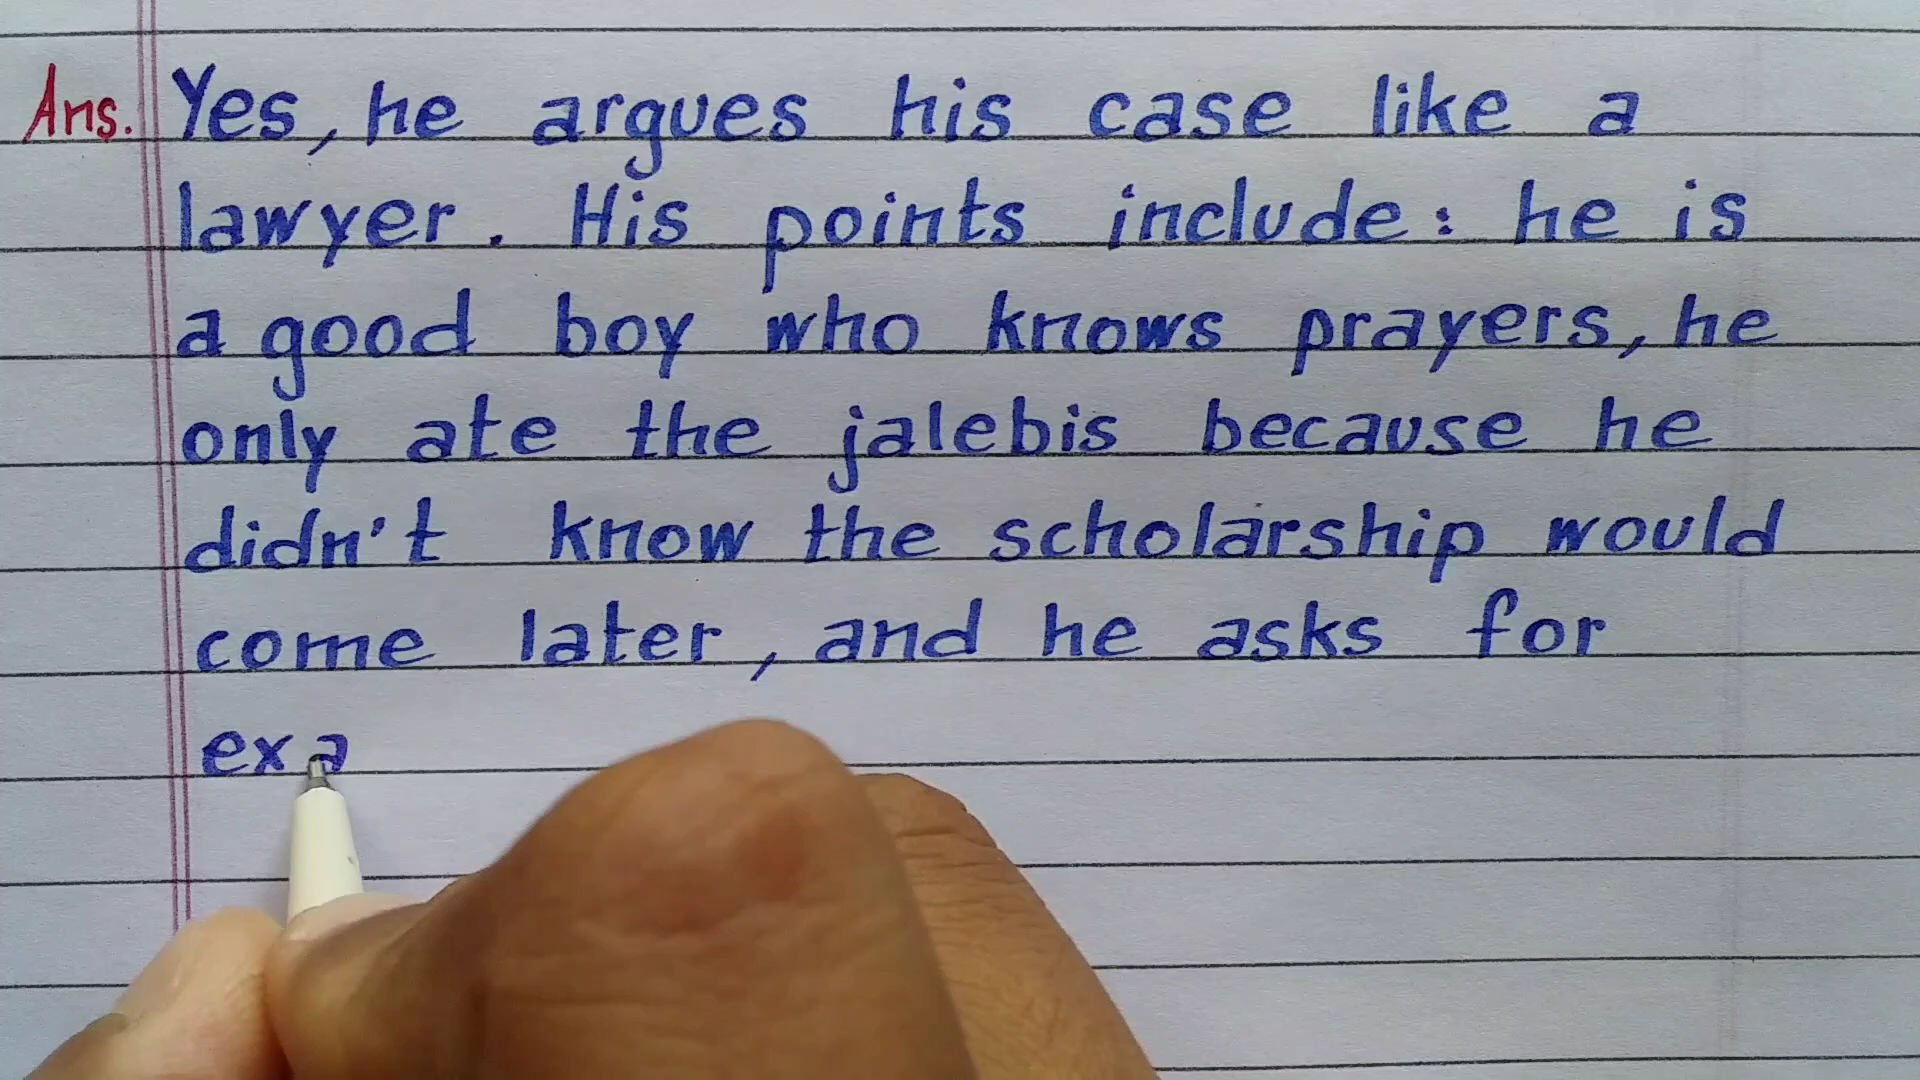 Ans. Yes, he argues his case like a
lawyer. His points include: he is
a good boy who knows prayers, he
only ate the jalebis because he
didn't know the scholarship would
come later, and he asks for
exa